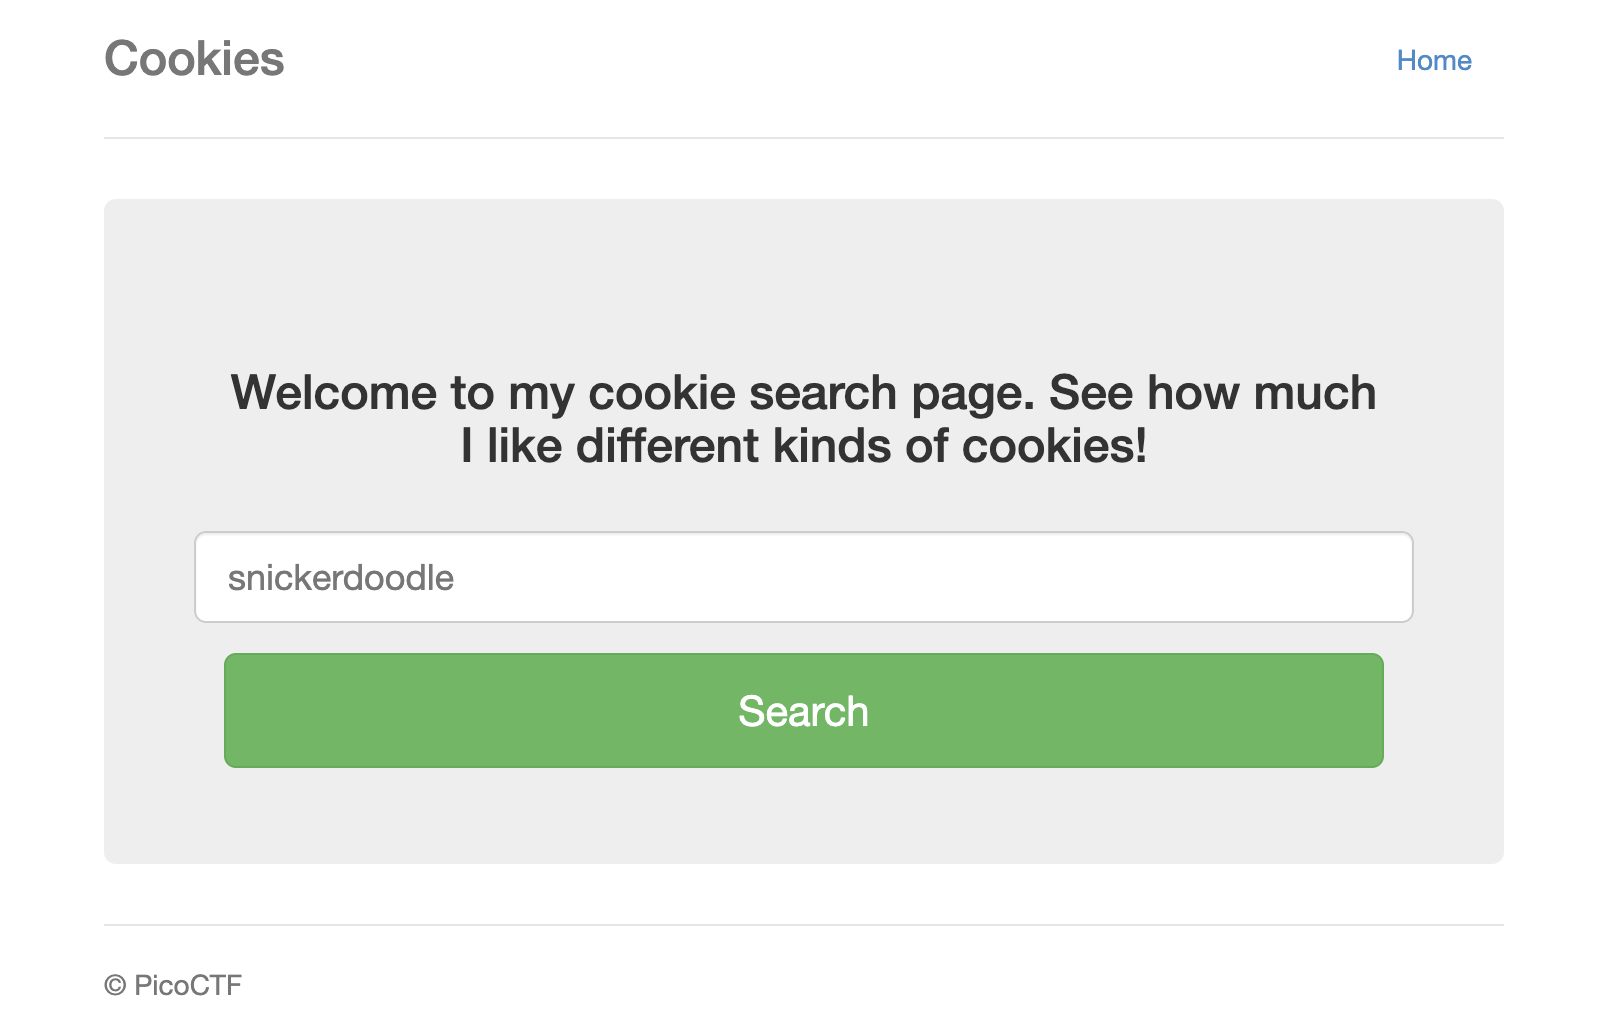 Cookies
Home
Welcome to my cookie search page. See how much
I like different kinds of cookies!
snickerdoodle
Search
© PicoCTF